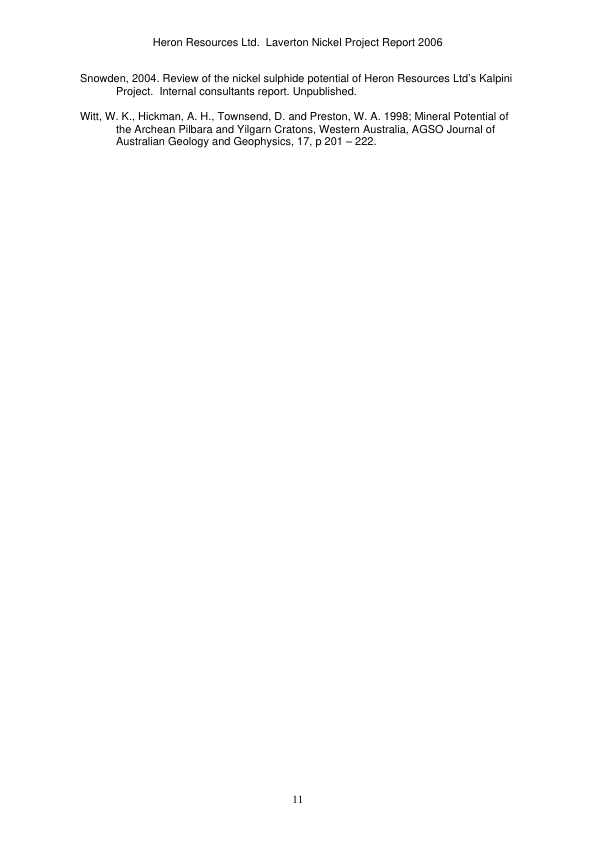 Heron Resources Ltd.  Laverton Nickel Project Report 2006
Snowden, 2004. Review of the nickel sulphide potential of Heron Resources Ltd's Kalpini
Project.  Internal consultants report. Unpublished.
Witt, W. K., Hickman, A. H., Townsend, D. and Preston, W. A. 1998; Mineral Potential of
the Archean Pilbara and Yilgarn Cratons, Western Australia, AGSO Journal of
Australian Geology and Geophysics, 17, p 201 – 222.
11